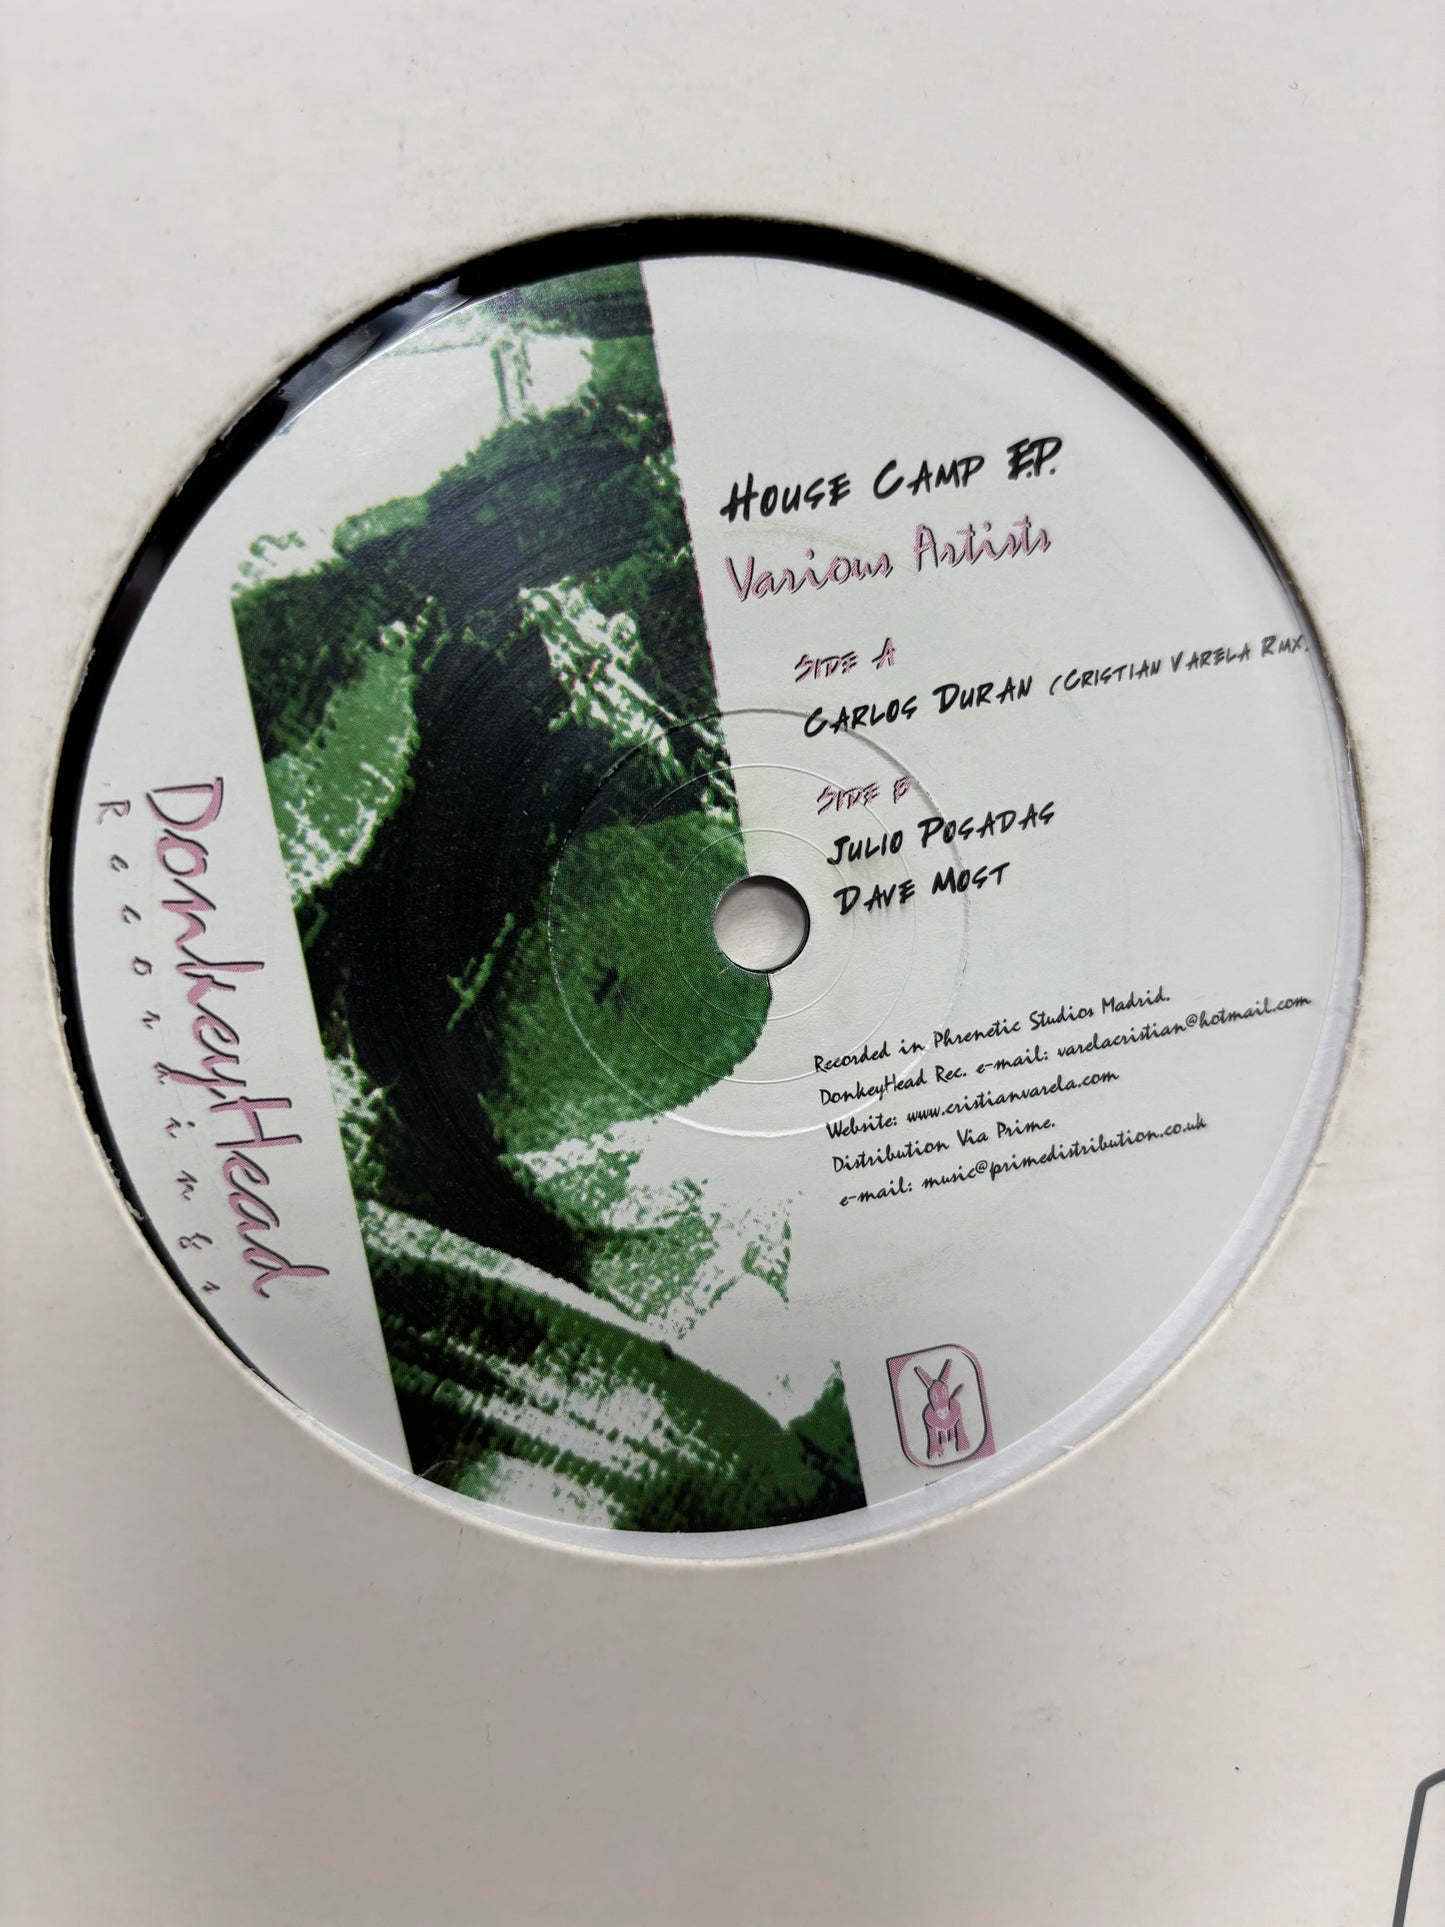 House Camp E.P.
Various Artists
Side A
Carlos Duran (Cristian Varela Rmx)
Side B
Julio Posadas
Dave Most
Recorded in Phrenetic Studios Madrid.
DonkeyHead Rec. e-mail: varelacristian@hotmail.com
Website: www.cristianvarela.com
Distribution Via Prime.
e-mail: music@primedistribution.co.uk
DonkeyHead
Recordings